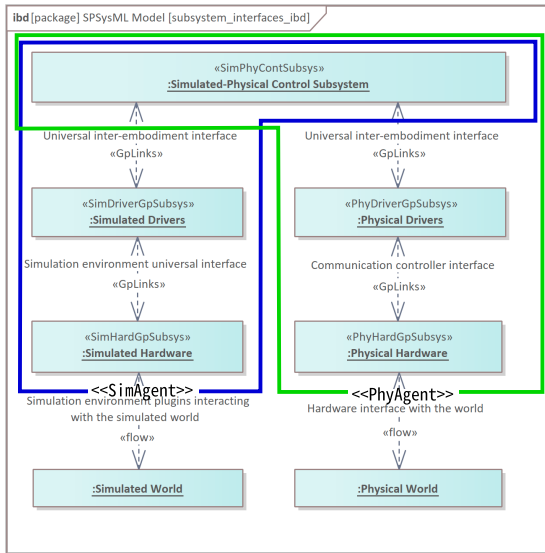 ibd [package] SPSysML Model [subsystem_interfaces_ibd]
«SimPhyContSubsys»
:Simulated-Physical Control Subsystem
Universal inter-embodiment interface
«GpLinks»
Universal inter-embodiment interface
«GpLinks»
«SimDriverGpSubsys»
:Simulated Drivers
«PhyDriverGpSubsys»
:Physical Drivers
Simulation environment universal interface
«GpLinks»
Communication controller interface
«GpLinks»
«SimHardGpSubsys»
:Simulated Hardware
«PhyHardGpSubsys»
:Physical Hardware
<<SimAgent>>
<<PhyAgent>>
Simulation environment plugins interacting
with the simulated world
«flow»
Hardware interface with the world
«flow»
:Simulated World
:Physical World